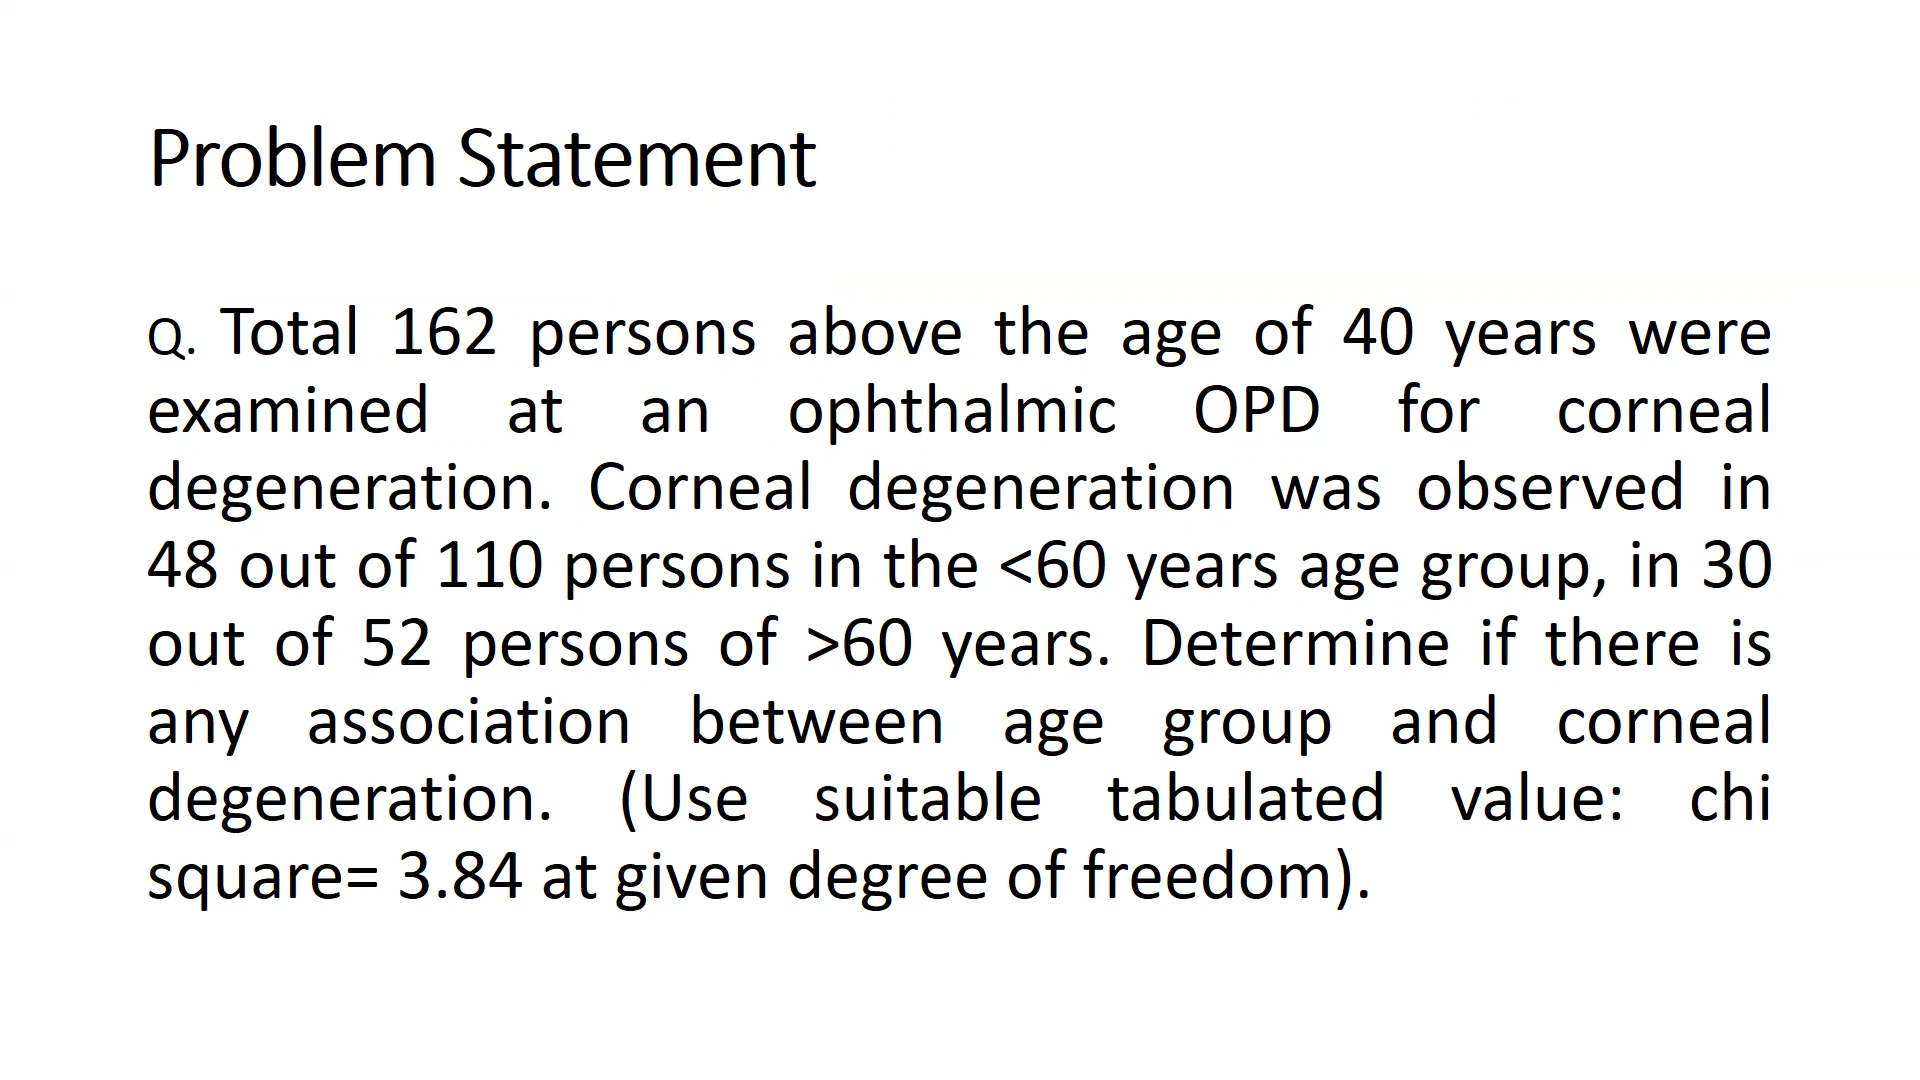 Problem Statement
Q. Total 162 persons above the age of 40 years were
examined at an ophthalmic OPD for corneal
degeneration. Corneal degeneration was observed in
48 out of 110 persons in the <60 years age group, in 30
out of 52 persons of >60 years. Determine if there is
any association between age group and corneal
degeneration. (Use suitable tabulated value: chi
square= 3.84 at given degree of freedom).